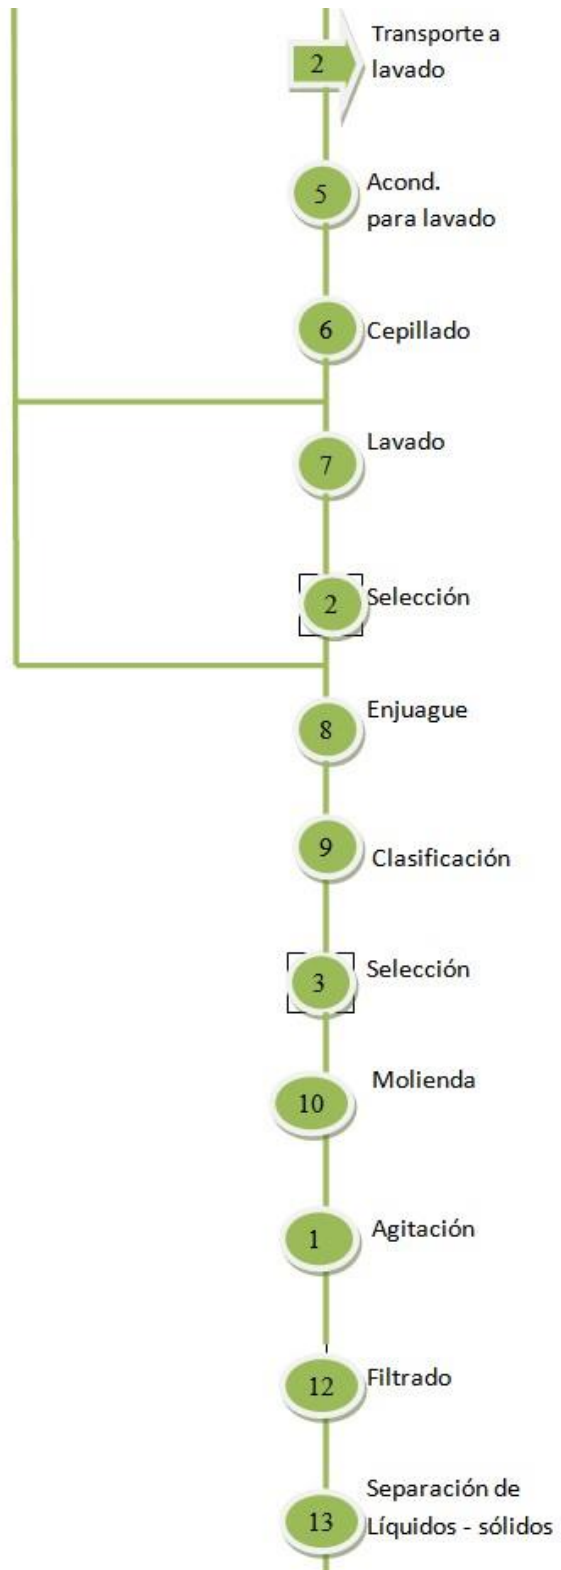 Transporte a
2
lavado
Acond.
5
para lavado
6
Cepillado
Lavado
7
Selección
2
Enjuague
8
9
Clasificación
Selección
3
Molienda
10
Agitación
1
Filtrado
12
Separación de
13
Líquidos - sólidos